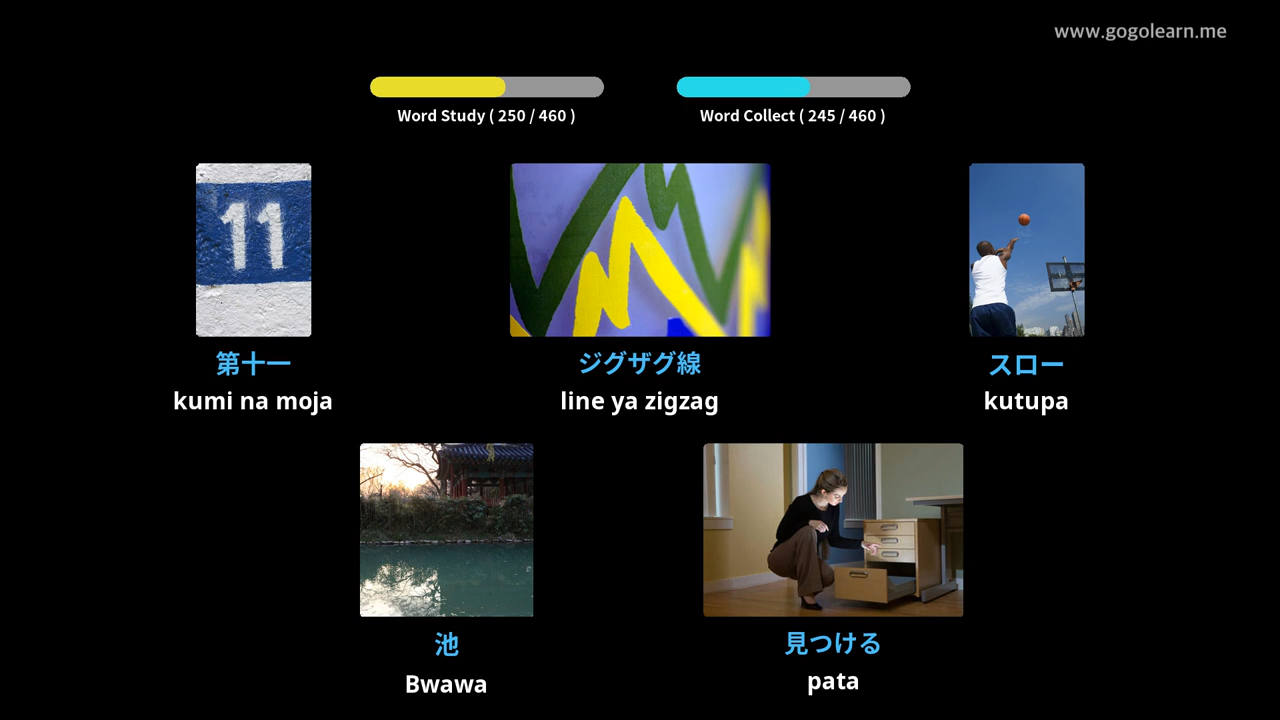 www.gogolearn.me
Word Study ( 250 / 460 )
Word Collect ( 245 / 460 )
11
第十一
kumi na moja
ジグザグ線
line ya zigzag
スロー
kutupa
池
Bwawa
見つける
pata